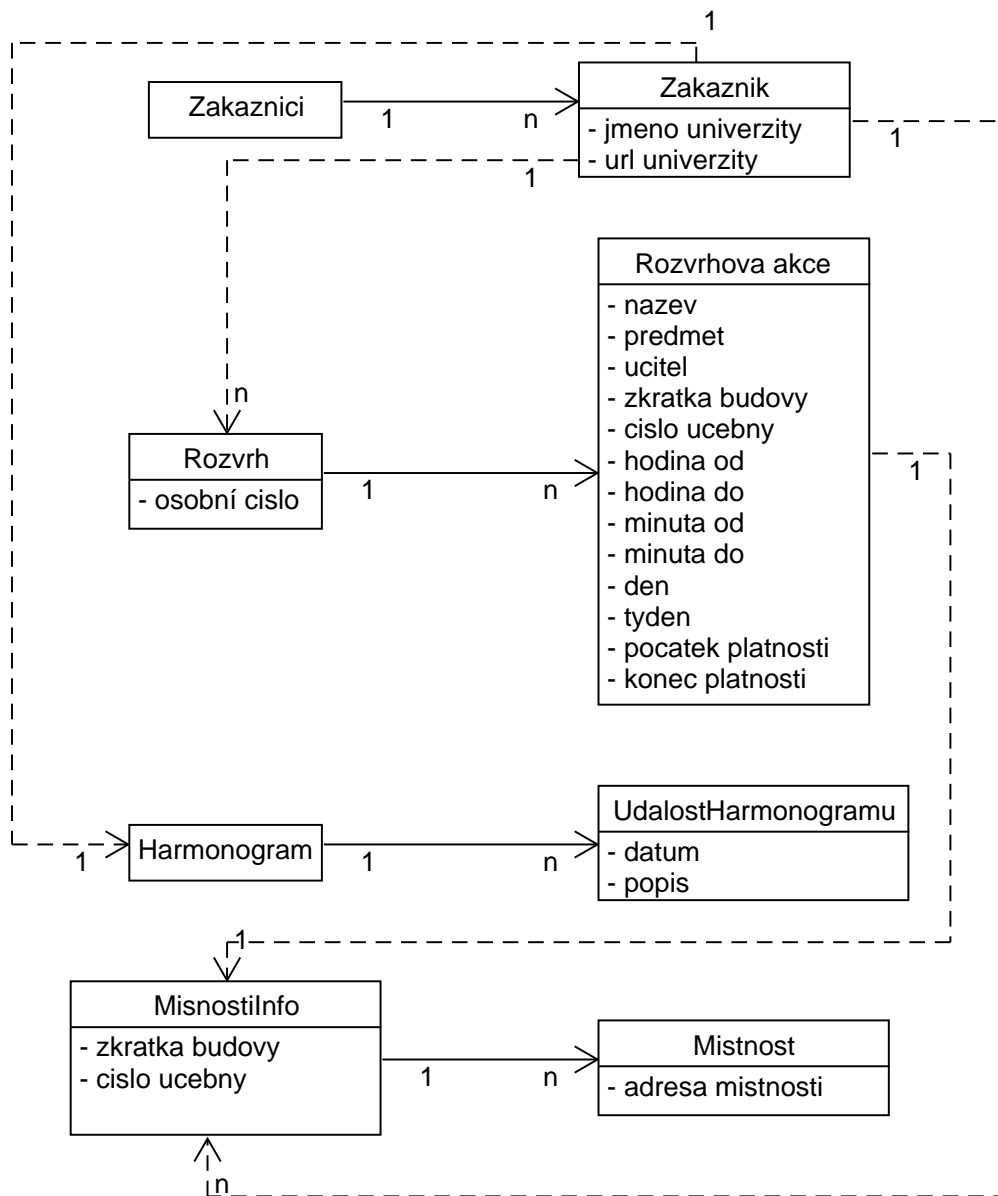 1
Zakaznici
1
n
Zakaznik
- jmeno univerzity
- url univerzity
1
1
n
Rozvrh
- osobní cislo
1
n
Rozvrhova akce
- nazev
- predmet
- ucitel
- zkratka budovy
- cislo ucebny
- hodina od
- hodina do
- minuta od
- minuta do
- den
- tyden
- pocatek platnosti
- konec platnosti
1
1
Harmonogram
1
n
UdalostHarmonogramu
- datum
- popis
1
MisnostiInfo
- zkratka budovy
- cislo ucebny
1
n
Mistnost
- adresa mistnosti
n